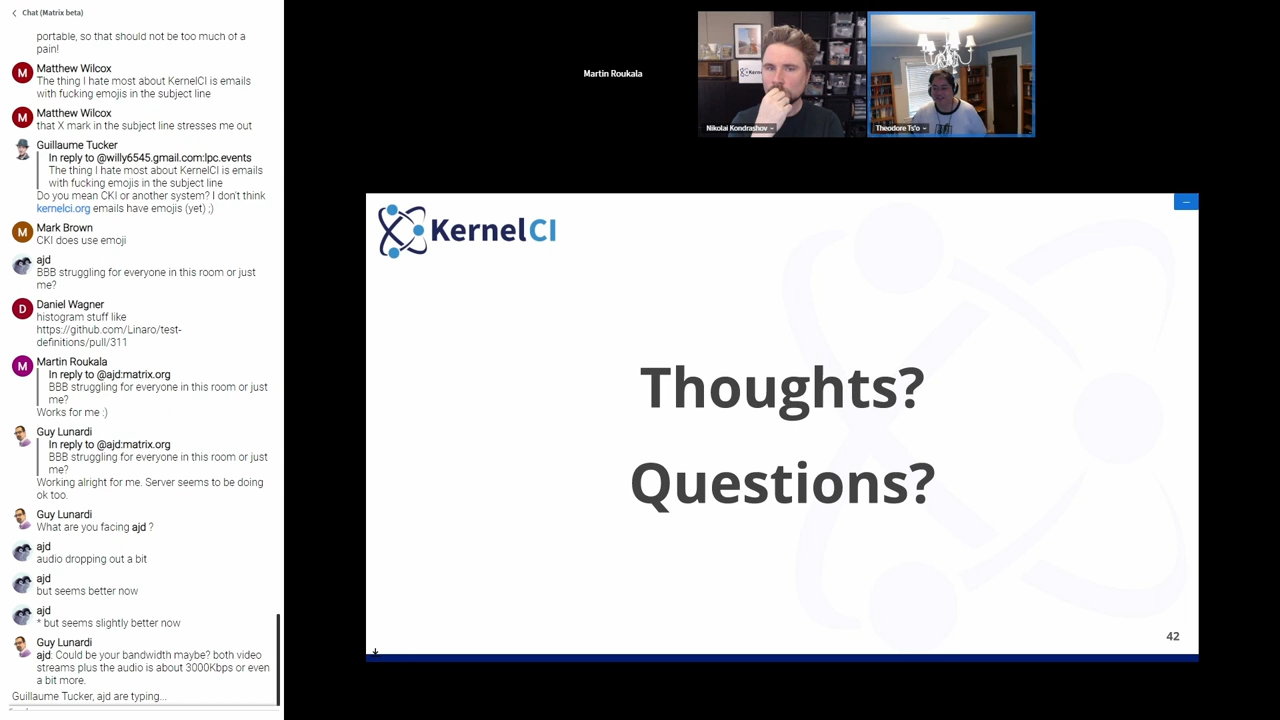 Chat (Matrix beta)
portable, so that should not be too much of a
pain!
M
Matthew Wilcox
The thing I hate most about KernelCI is emails
with fucking emojis in the subject line
M
Matthew Wilcox
that X mark in the subject line stresses me out
Guillaume Tucker
In reply to @willy6545.gmail.com:lpc.events
The thing I hate most about KernelCI is emails
with fucking emojis in the subject line
Do you mean CKI or another system? I don't think
kernelci.org emails have emojis (yet) ;)
M
Mark Brown
CKI does use emoji
ajd
BBB struggling for everyone in this room or just
me?
D
Daniel Wagner
histogram stuff like
https://github.com/Linaro/test-
definitions/pull/311
M
Martin Roukala
In reply to @ajd:matrix.org
BBB struggling for everyone in this room or just
me?
Works for me :)
Guy Lunardi
In reply to @ajd:matrix.org
BBB struggling for everyone in this room or just
me?
Working alright for me. Server seems to be doing
ok too.
Guy Lunardi
What are you facing ajd ?
ajd
audio dropping out a bit
ajd
but seems better now
ajd
* but seems slightly better now
Guy Lunardi
ajd: Could be your bandwidth maybe? both video
streams plus the audio is about 3000Kbps or even
a bit more.
Guillaume Tucker, ajd are typing...
Martin Roukala
Nikolai Kondrashov
Theodore Ts'o
KernelCI
Thoughts?
Questions?
42